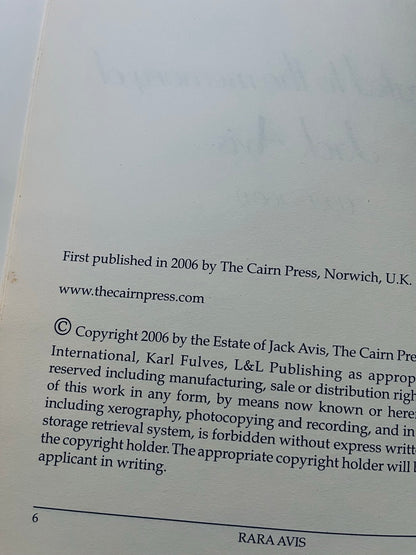 First published in 2006 by The Cairn Press, Norwich, U.K.
www.thecairnpress.com
© Copyright 2006 by the Estate of Jack Avis, The Cairn Pre
International, Karl Fulves, L&L Publishing as approp
reserved including manufacturing, sale or distribution righ
of this work in any form, by means now known or here
including xerography, photocopying and recording, and in
storage retrieval system, is forbidden without express writt
the copyright holder. The appropriate copyright holder will b
applicant in writing.
6
RARA AVIS